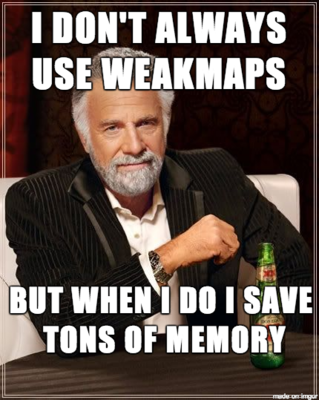 I DON'T ALWAYS
USE WEAKMAPS
BUT WHEN I DO I SAVE
TONS OF MEMORY
made on imgur